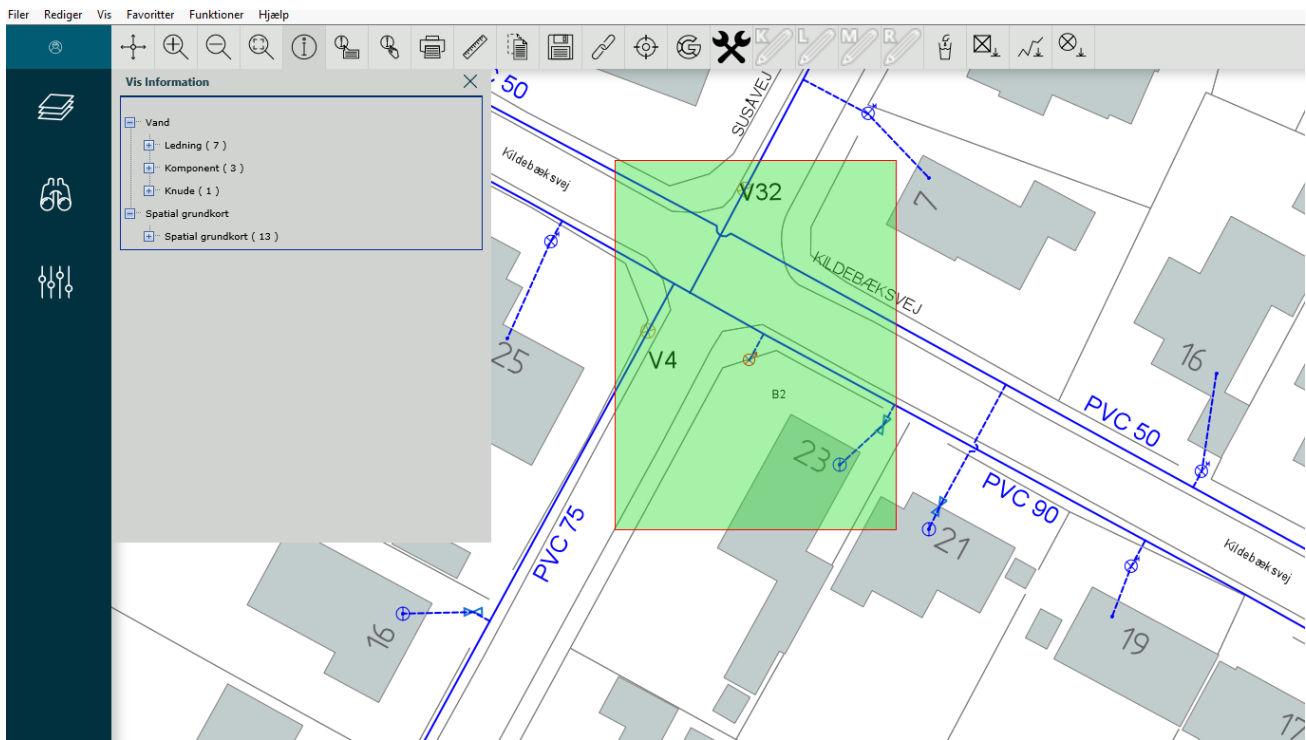 Filer Rediger Vis Favoritter Funktioner Hjælp
K L M R
Vis Information
Vand
Ledning ( 7 )
Komponent ( 3 )
Knude ( 1 )
Spatial grundkort
Spatial grundkort ( 13 )
PVC 50
SUSÅVEJ
Kildebæksvej
V32
7
KILDEBÆKSVEJ
25
V4
16
B2
PVC 50
23
PVC 90
21
PVC 75
Kildebæksvej
16
19
17